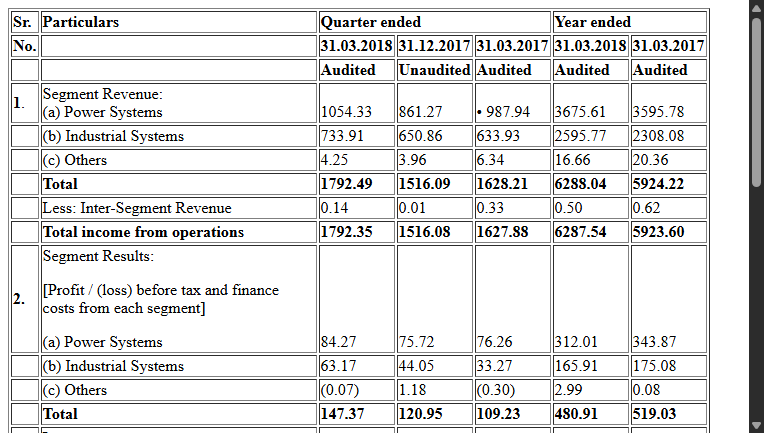 Sr. Particulars Quarter ended Year ended
No. 31.03.2018 31.12.2017 31.03.2017 31.03.2018 31.03.2017
Audited Unaudited Audited Audited Audited
Segment Revenue:
1. (a) Power Systems 1054.33 861.27 • 987.94 3675.61 3595.78
(b) Industrial Systems 733.91 650.86 633.93 2595.77 2308.08
(c) Others 4.25 3.96 6.34 16.66 20.36
Total 1792.49 1516.09 1628.21 6288.04 5924.22
Less: Inter-Segment Revenue 0.14 0.01 0.33 0.50 0.62
Total income from operations 1792.35 1516.08 1627.88 6287.54 5923.60
Segment Results:
2. [Profit / (loss) before tax and finance
costs from each segment]
(a) Power Systems 84.27 75.72 76.26 312.01 343.87
(b) Industrial Systems 63.17 44.05 33.27 165.91 175.08
(c) Others (0.07) 1.18 (0.30) 2.99 0.08
Total 147.37 120.95 109.23 480.91 519.03